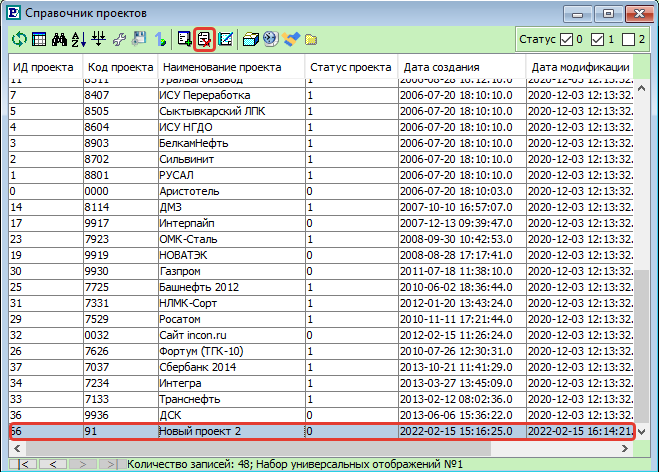 Справочник проектов
Статус 0 1 2
ИД проекта Код проекта Наименование проекта Статус проекта Дата создания Дата модификации
11 8311 Уралвагонзавод 1 2006-08-28 16:12:10.0 2020-12-03 12:13:32.
7 8407 ИСУ Переработка 1 2006-07-20 18:10:10.0 2020-12-03 12:13:32.
5 8505 Сыктывкарский ЛПК 1 2006-07-20 18:10:10.0 2020-12-03 12:13:32.
4 8604 ИСУ НГДО 1 2006-07-20 18:10:10.0 2020-12-03 12:13:32.
3 8903 БелкамНефть 1 2006-07-20 18:10:10.0 2020-12-03 12:13:32.
2 8702 Сильвинит 1 2006-07-20 18:10:10.0 2020-12-03 12:13:32.
1 8801 РУСАЛ 1 2006-07-20 18:10:10.0 2020-12-03 12:13:32.
0 0000 Аристотель 0 2006-07-20 18:10:03.0 2020-12-03 12:13:32.
14 8114 ДМЗ 1 2007-10-10 16:57:07.0 2020-12-03 12:13:32.
17 9917 Интерпайп 0 2007-12-13 09:39:47.0 2020-12-03 12:13:32.
23 7923 ОМК-Сталь 1 2008-09-30 10:42:53.0 2020-12-03 12:13:32.
19 9919 НОВАТЭК 0 2008-08-28 17:17:41.0 2020-12-03 12:13:32.
30 9930 Газпром 0 2011-07-18 11:38:10.0 2020-12-03 12:13:32.
25 7725 Башнефть 2012 1 2010-06-02 18:36:44.0 2020-12-03 12:13:32.
31 7331 НЛМК-Сорт 1 2012-01-20 13:43:24.0 2020-12-03 12:13:32.
29 7529 Росатом 1 2010-11-11 17:21:44.0 2020-12-03 12:13:32.
32 0032 Сайт incon.ru 0 2012-02-15 11:26:24.0 2020-12-03 12:13:32.
26 7626 Фортум (ТГК-10) 1 2010-07-26 12:30:31.0 2020-12-03 12:13:32.
37 7037 Сбербанк 2014 1 2013-10-21 11:41:29.0 2020-12-03 12:13:32.
34 7234 Интегра 1 2013-03-27 13:45:09.0 2020-12-03 12:13:32.
33 7133 Транснефть 1 2013-02-12 08:02:36.0 2020-12-03 12:13:32.
36 9936 ДСК 0 2013-06-06 15:36:22.0 2020-12-03 12:13:32.
66 91 Новый проект 2 0 2022-02-15 15:16:25.0 2022-02-15 16:14:21.
Количество записей: 48; Набор универсальных отображений №1